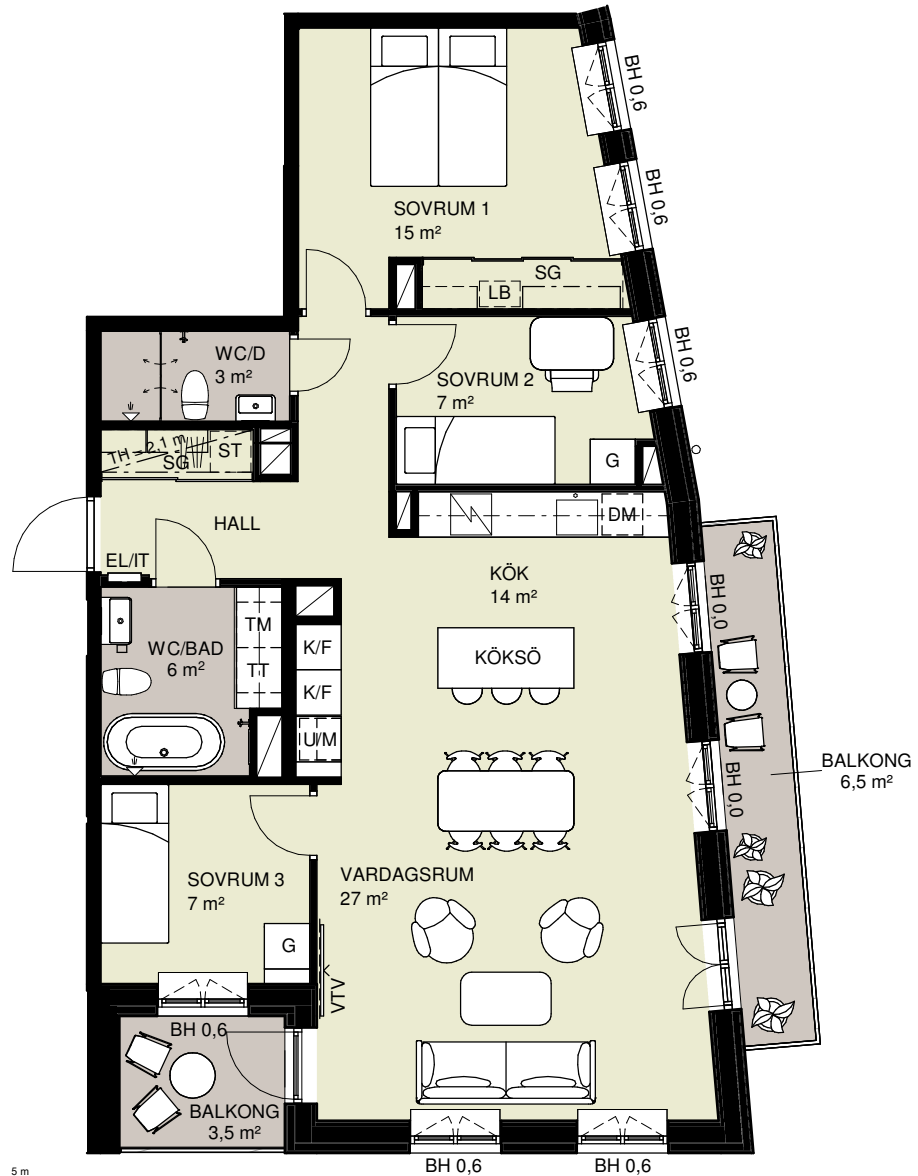 BH 0,6
BH 0,6
SOVRUM 1
15 m²
SG
LB
BH 0,6
WC/D
3 m²
SOVRUM 2
7 m²
TH = 2.1 m
SG
ST
G
HALL
DM
EL/IT
KÖK
14 m²
BH 0,0
TM
WC/BAD
6 m²
TT
K/F
KÖKSÖ
K/F
U/M
BH 0,0
BALKONG
6,5 m²
SOVRUM 3
7 m²
VARDAGSRUM
27 m²
G
VTV
BH 0,6
BALKONG
3,5 m²
BH 0,6
BH 0,6
5 m